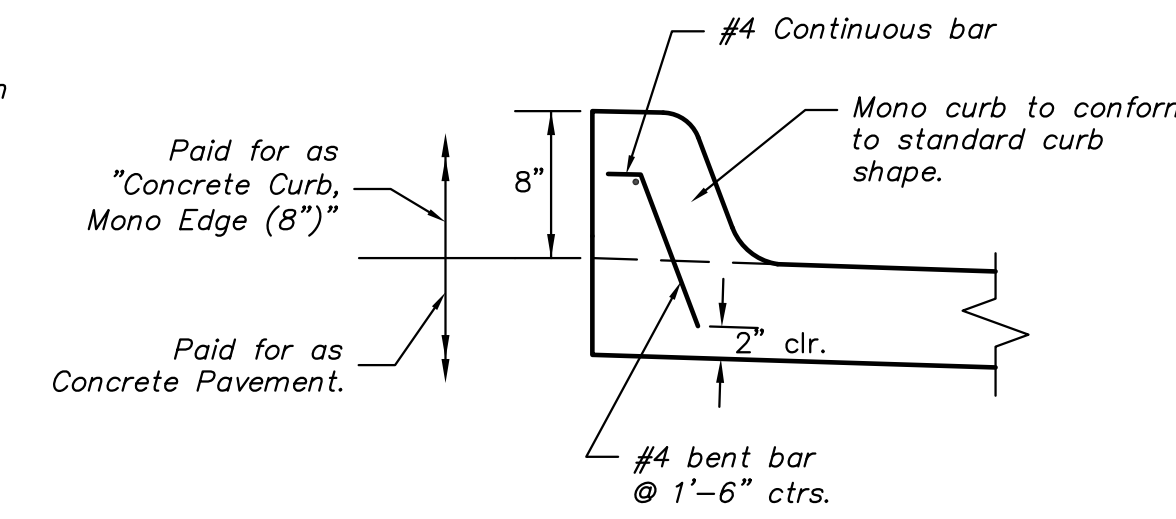 #4 Continuous bar
Mono curb to conform
to standard curb
shape.
Paid for as
"Concrete Curb,
Mono Edge (8")"
8"
2" clr.
Paid for as
Concrete Pavement.
#4 bent bar
@ 1'-6" ctrs.